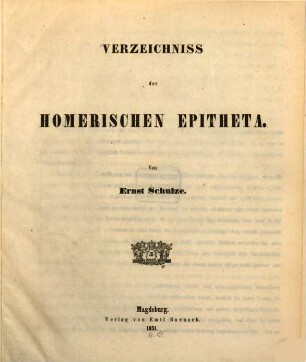 VERZEICHNISS
der
HOMERISCHEN EPITHETA.
Von
Ernst Schulze.
Magdeburg.
Verlag von Emil Baensch.
1851.